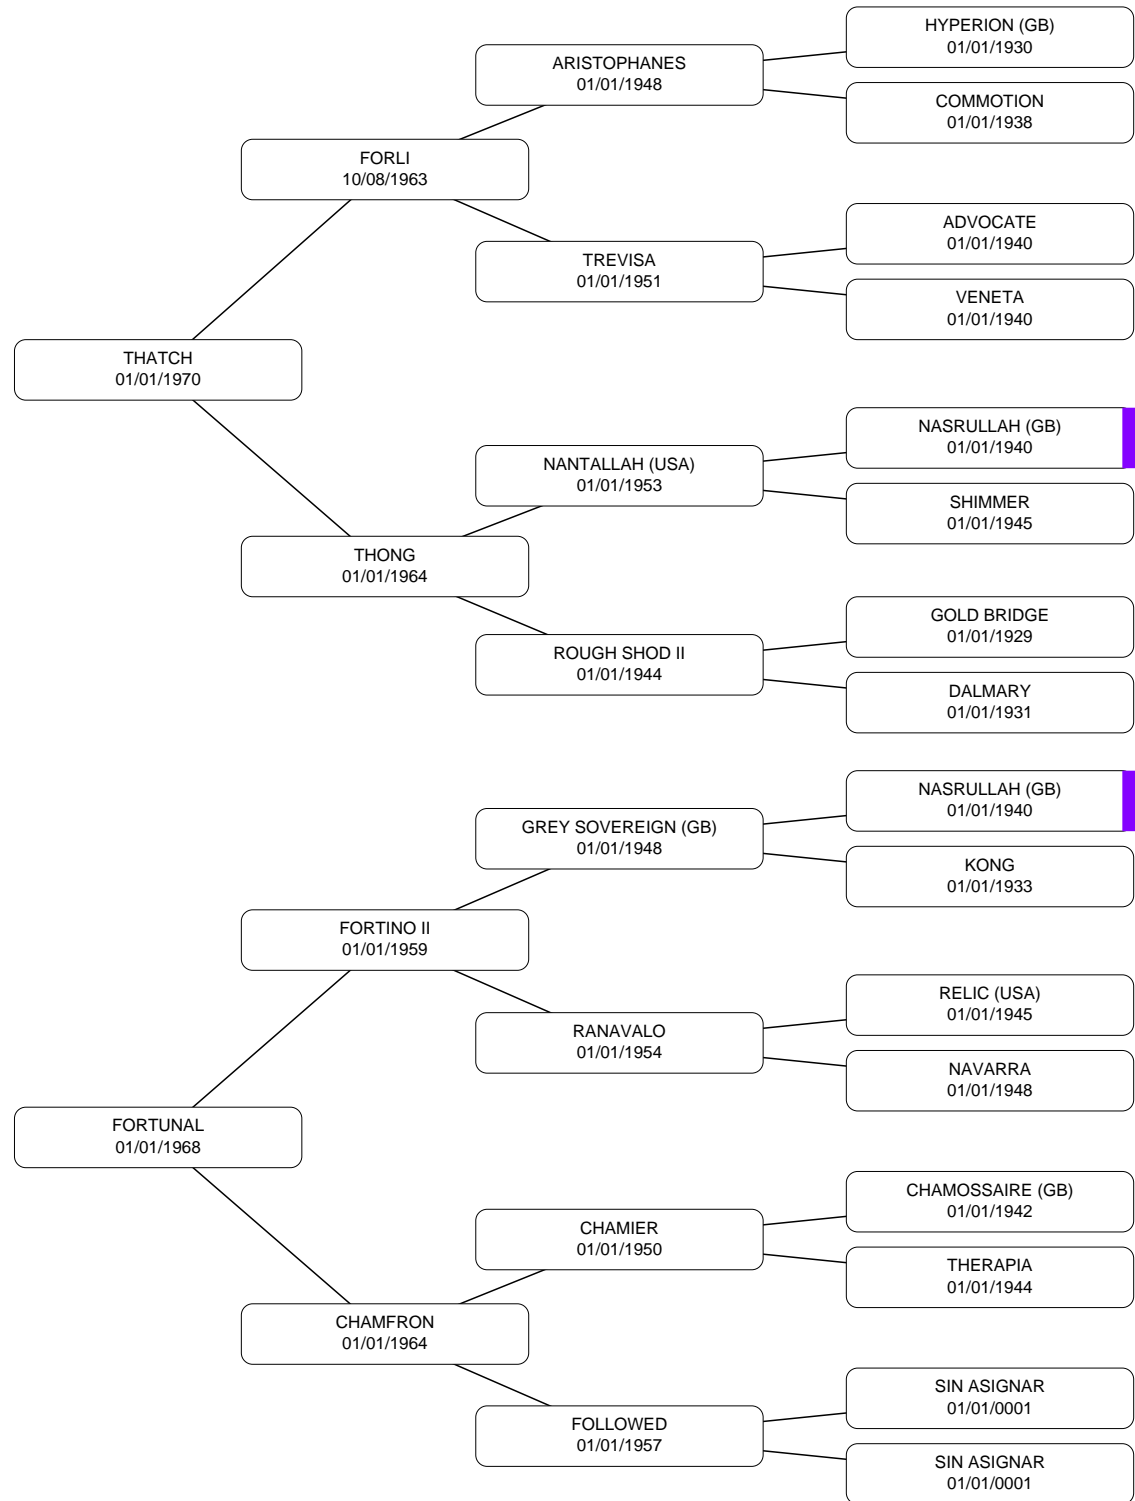 HYPERION (GB)
01/01/1930
ARISTOPHANES
01/01/1948
COMMOTION
01/01/1938
FORLI
10/08/1963
ADVOCATE
01/01/1940
TREVISA
01/01/1951
VENETA
01/01/1940
THATCH
01/01/1970
NASRULLAH (GB)
01/01/1940
NANTALLAH (USA)
01/01/1953
SHIMMER
01/01/1945
THONG
01/01/1964
GOLD BRIDGE
01/01/1929
ROUGH SHOD II
01/01/1944
DALMARY
01/01/1931
NASRULLAH (GB)
01/01/1940
GREY SOVEREIGN (GB)
01/01/1948
KONG
01/01/1933
FORTINO II
01/01/1959
RELIC (USA)
01/01/1945
RANAVALO
01/01/1954
NAVARRA
01/01/1948
FORTUNAL
01/01/1968
CHAMOSSAIRE (GB)
01/01/1942
CHAMIER
01/01/1950
THERAPIA
01/01/1944
CHAMFRON
01/01/1964
SIN ASIGNAR
01/01/0001
FOLLOWED
01/01/1957
SIN ASIGNAR
01/01/0001